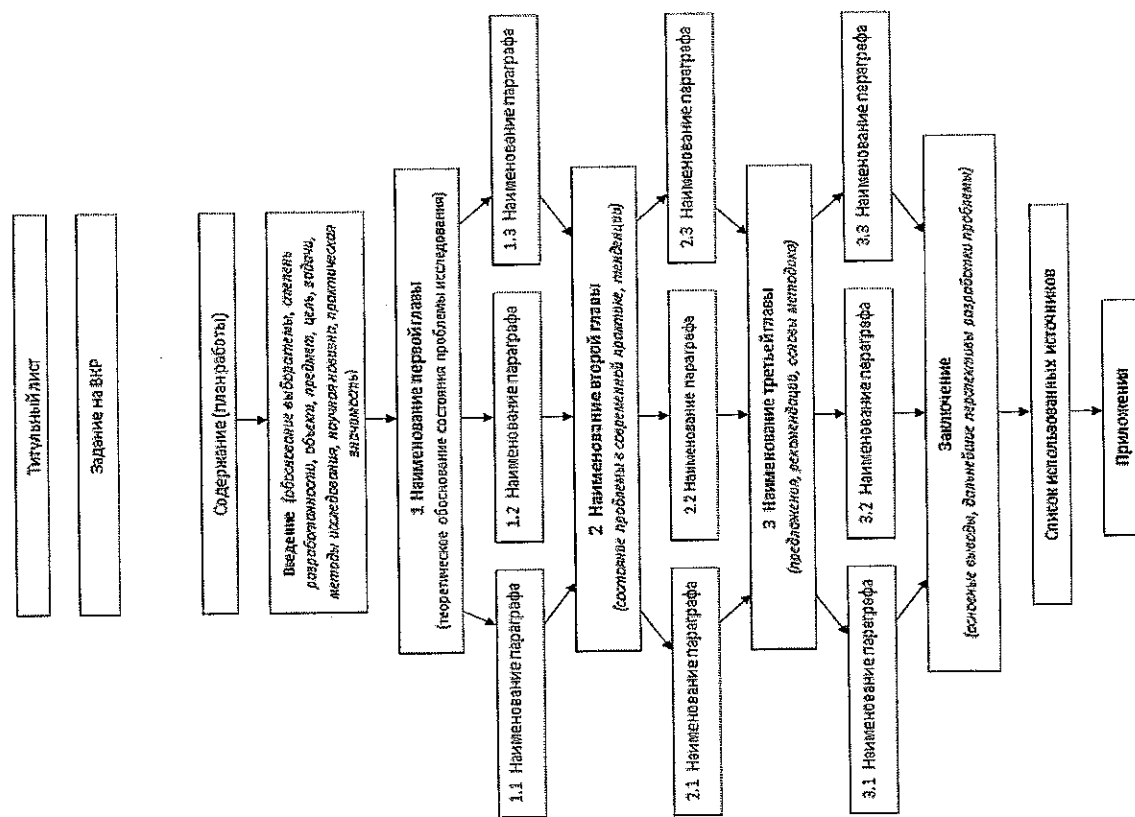 Титульный лист
Задание на ВКР
Содержание (план работы)
Введение (обоснование выбора темы, степень
разработанности, объект, предмет, цель, задачи,
методы исследования, научная новизна, практическая
значимость)
1 Наименование первой главы
(теоретическое обоснование состояния проблемы исследования)
1.1 Наименование параграфа
1.2 Наименование параграфа
1.3 Наименование параграфа
2 Наименование второй главы
(состояние проблемы в современной практике, тенденции)
2.1 Наименование параграфа
2.2 Наименование параграфа
2.3 Наименование параграфа
3 Наименование третьей главы
(предложения, рекомендации, основы методики)
3.1 Наименование параграфа
3.2 Наименование параграфа
3.3 Наименование параграфа
Заключение
(основные выводы, дальнейшие перспективы разработки проблемы)
Список использованных источников
Приложения